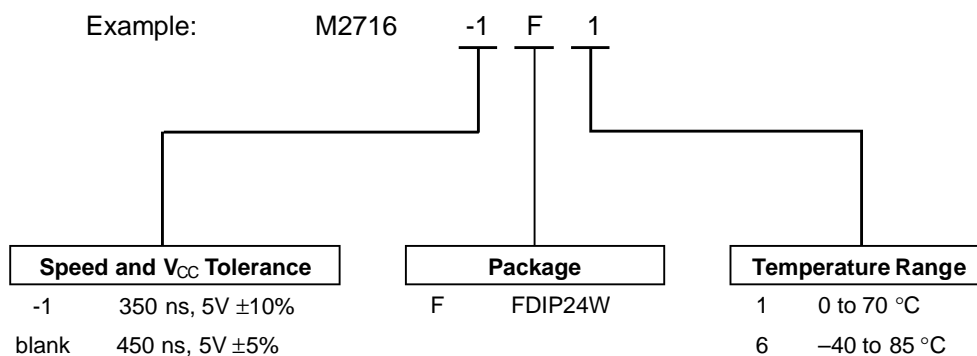 Example: M2716 -1 F 1
Speed and VCC Tolerance
-1 350 ns, 5V ±10%
blank 450 ns, 5V ±5%
Package
F FDIP24W
Temperature Range
1 0 to 70 °C
6 –40 to 85 °C